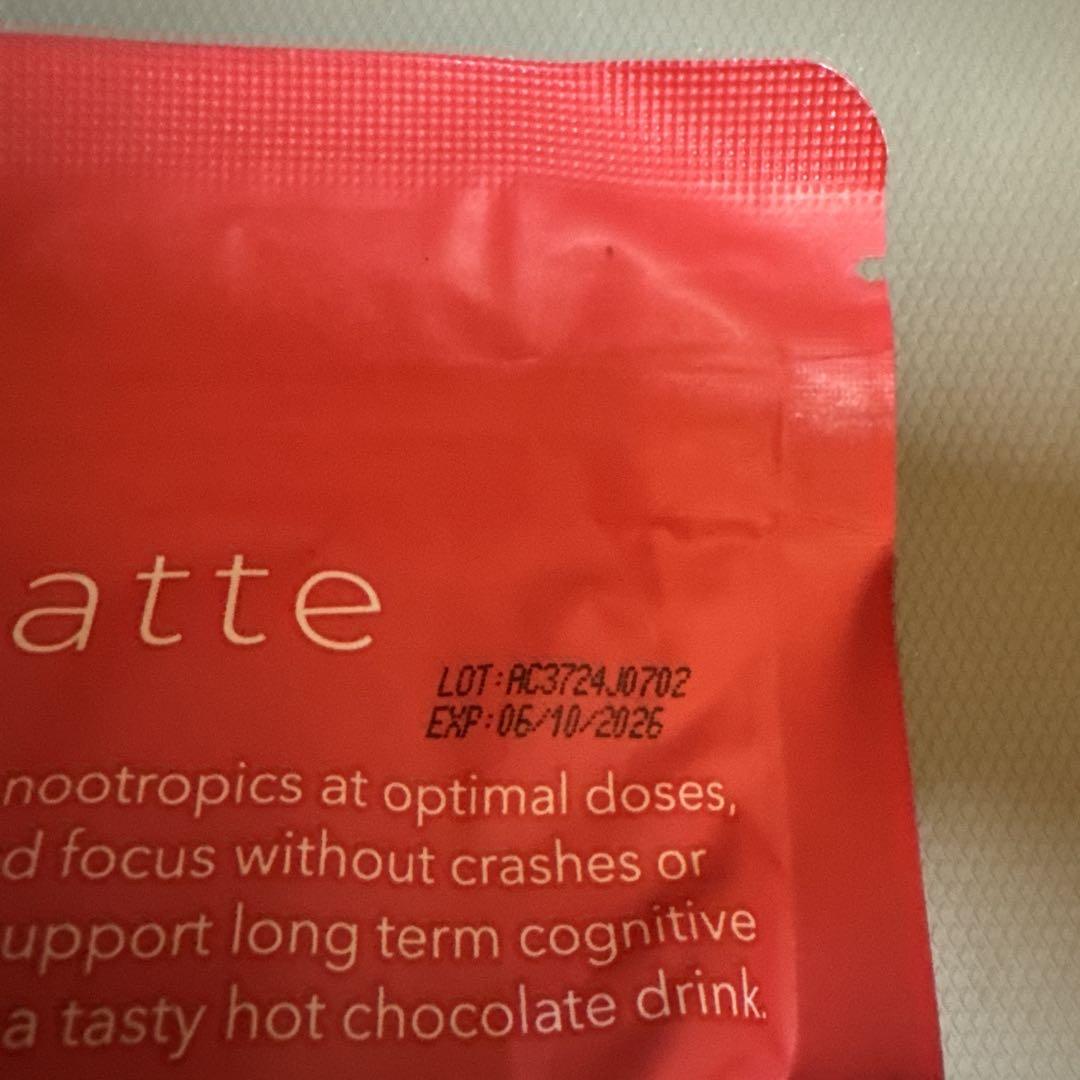 atte
LOT:AC3724J0702
EXP:06/10/2026
nootropics at optimal doses,
d focus without crashes or
upport long term cognitive
a tasty hot chocolate drink.